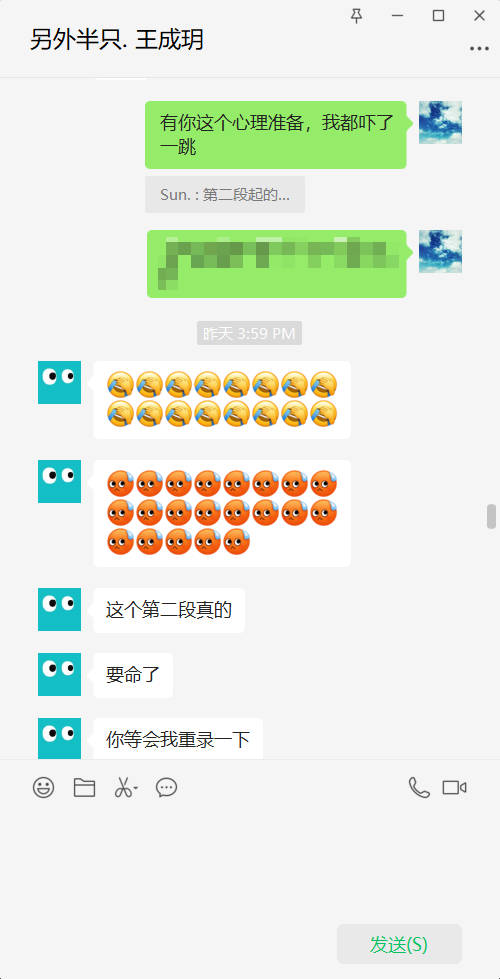 另外半只. 王成玥
有你这个心理准备，我都吓了
一跳
Sun. : 第二段起的...
昨天 3:59 PM
这个第二段真的
要命了
你等会我重录一下
发送(S)